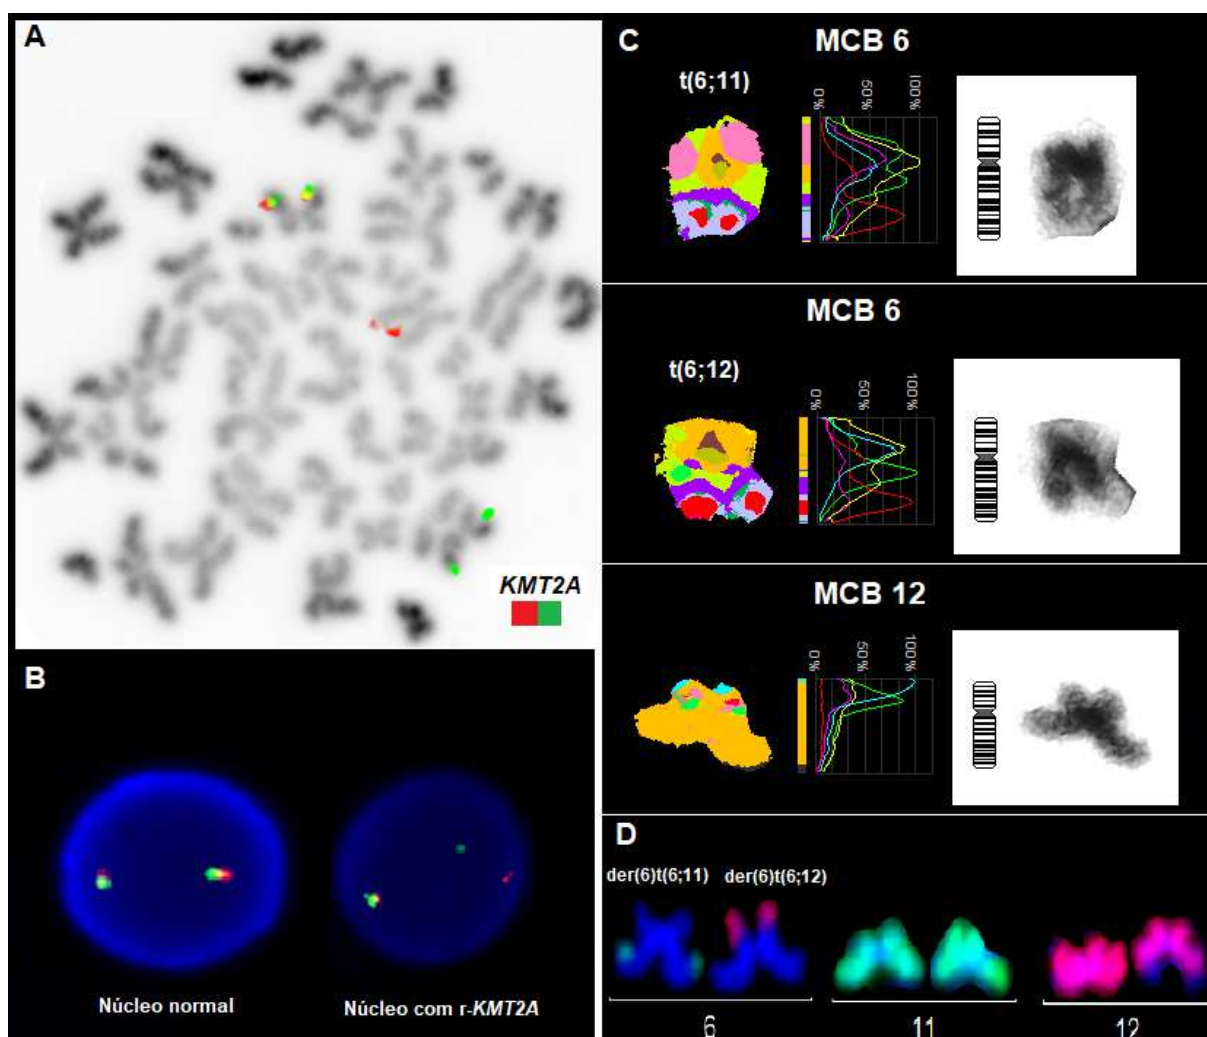 A
KMT2A
B
Núcleo normal
Núcleo com r-KMT2A
C
MCB 6
t(6;11)
0%
50%
100%
MCB 6
t(6;12)
0%
50%
100%
MCB 12
0%
50%
100%
D
der(6)t(6;11) der(6)t(6;12)
6 11 12